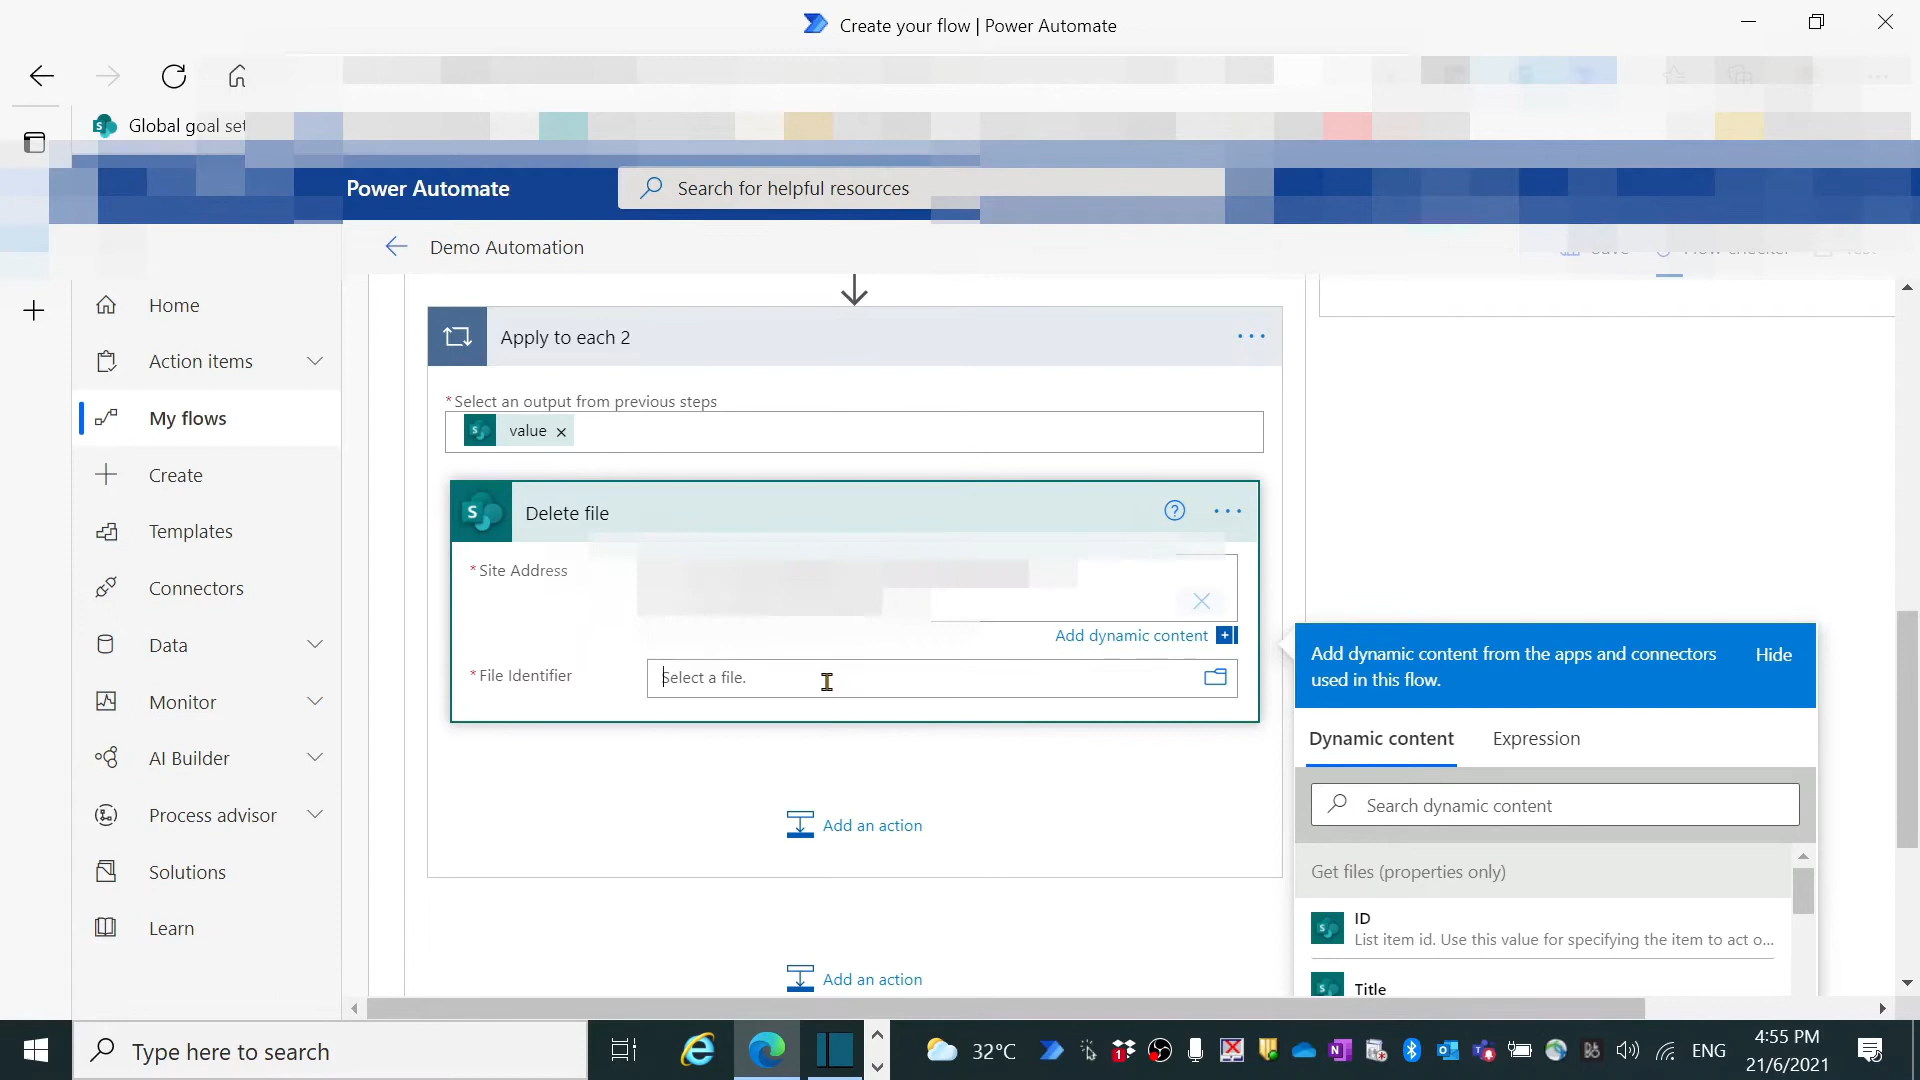 Create your flow | Power Automate
Global goal set
Power Automate
Search for helpful resources
Demo Automation
Home
Action items
My flows
Create
Templates
Connectors
Data
Monitor
AI Builder
Process advisor
Solutions
Learn
Apply to each 2
* Select an output from previous steps
value
Delete file
* Site Address
Add dynamic content
* File Identifier
Select a file.
Add an action
Add an action
Add dynamic content from the apps and connectors
used in this flow.
Hide
Dynamic content
Expression
Search dynamic content
Get files (properties only)
ID
List item id. Use this value for specifying the item to act o...
Title
Type here to search
32°C
ENG
4:55 PM
21/6/2021